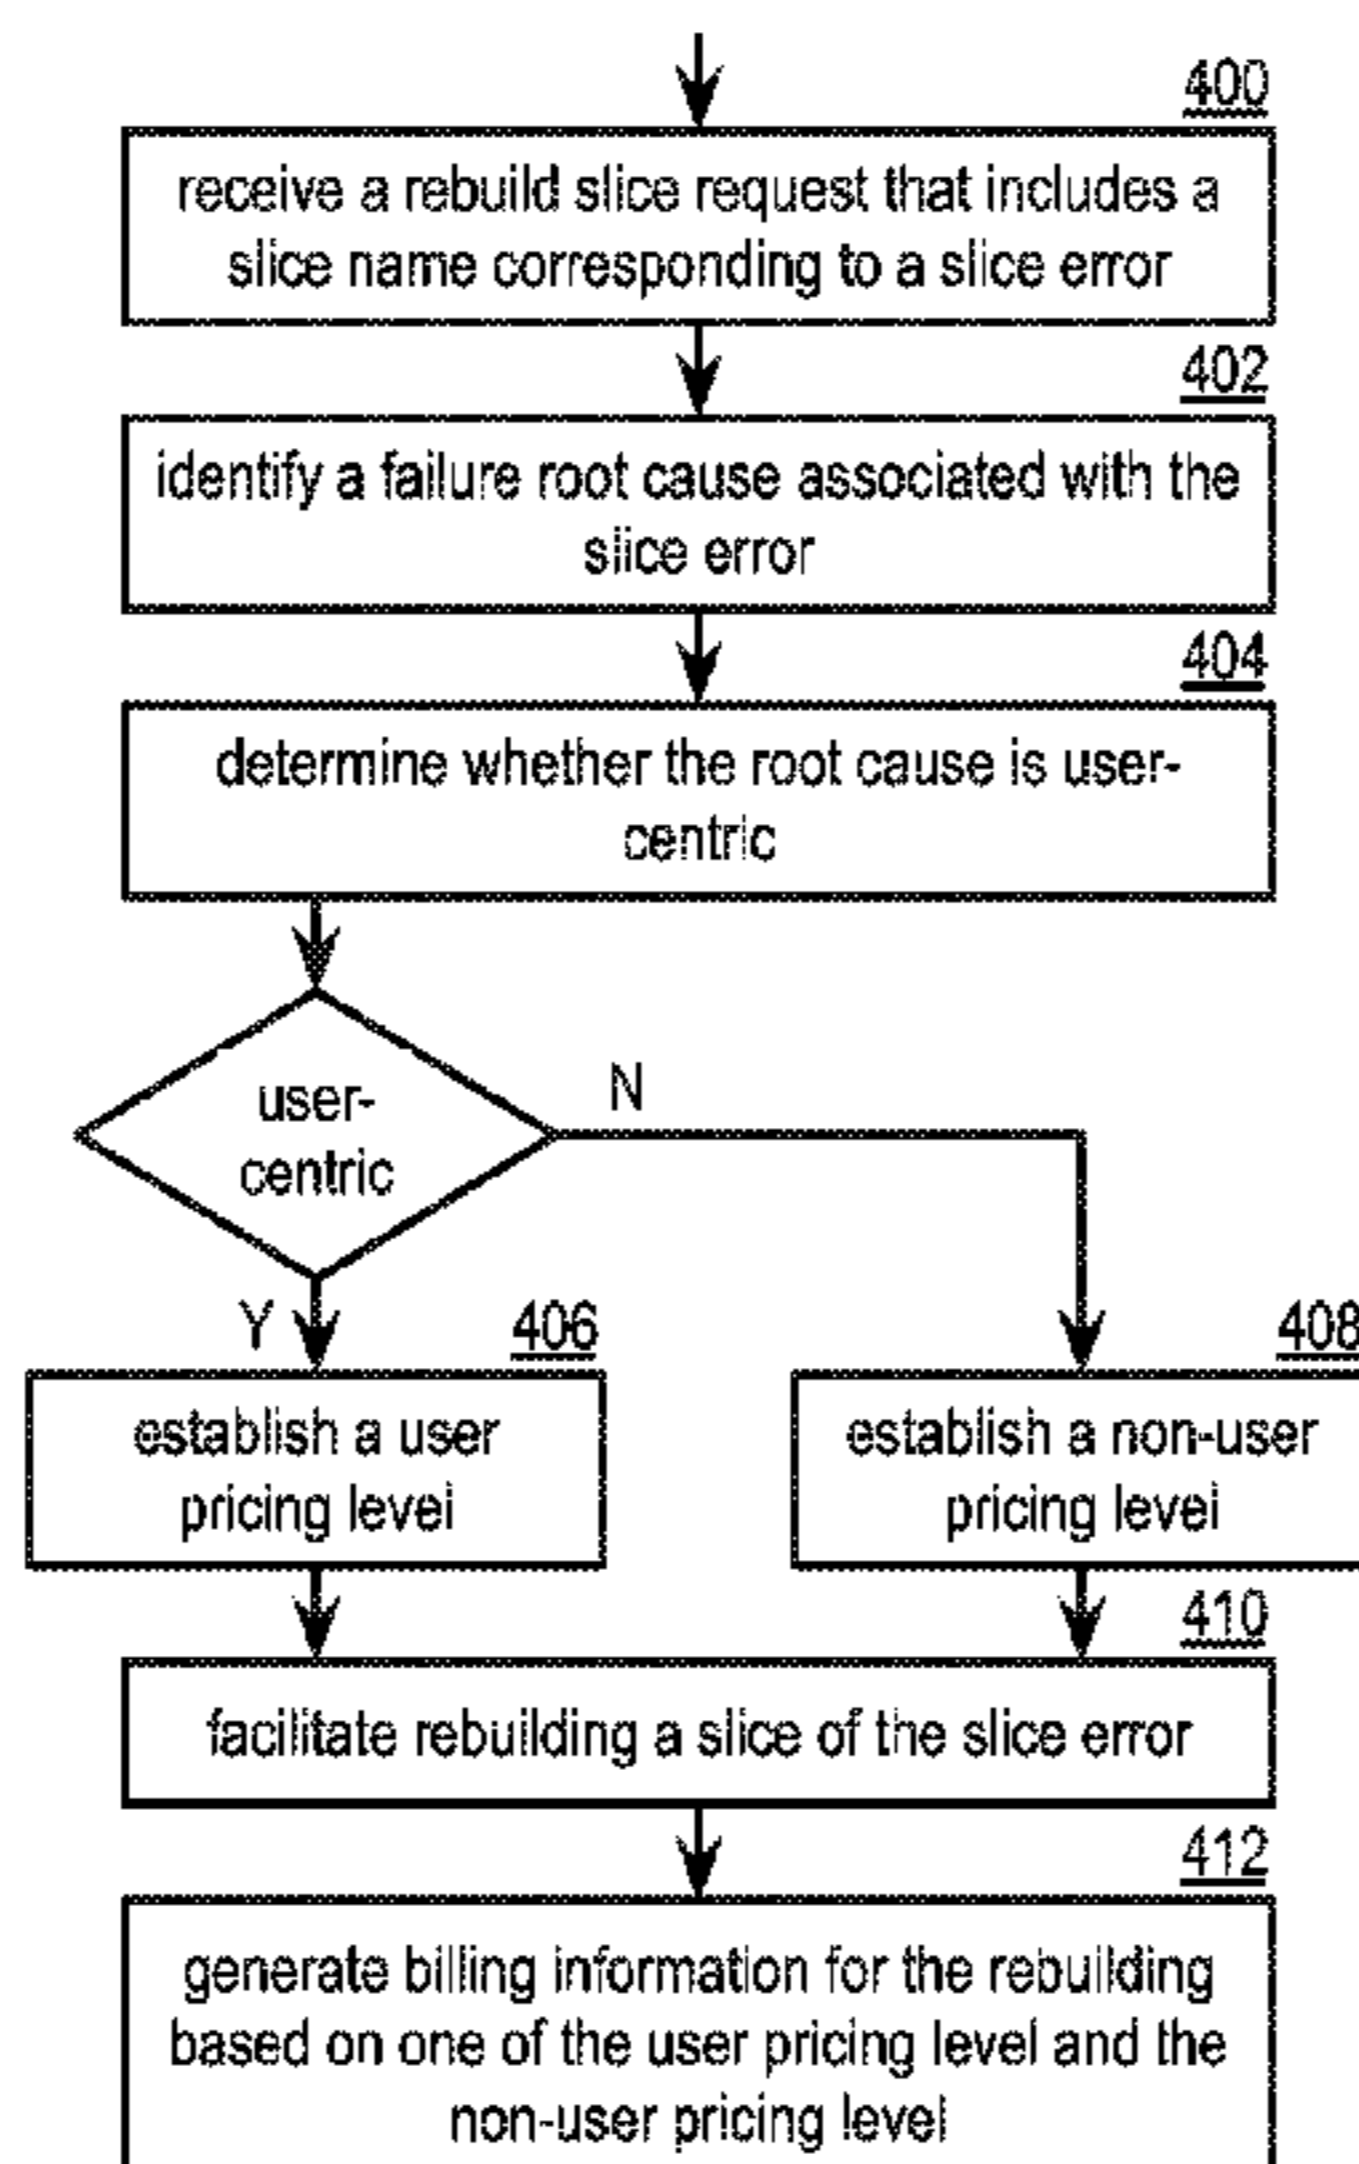 400
receive a rebuild slice request that includes a
slice name corresponding to a slice error
402
identify a failure root cause associated with the
slice error
404
determine whether the root cause is user-
centric
user-
centric
N
Y
406
408
establish a user
pricing level
establish a non-user
pricing level
410
facilitate rebuilding a slice of the slice error
412
generate billing information for the rebuilding
based on one of the user pricing level and the
non-user pricing level